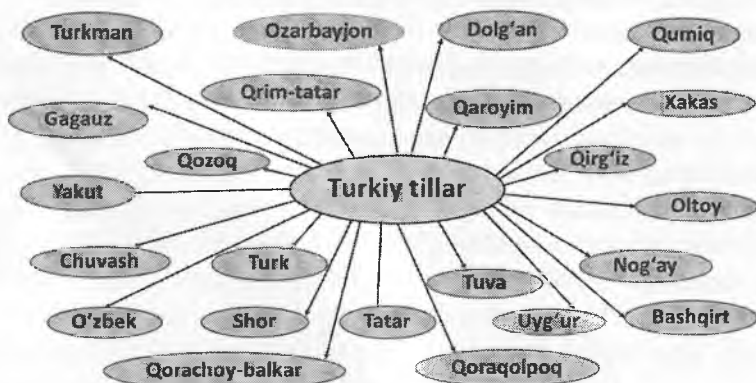 Turkman
Ozarbayjon
Dolg‘an
Qumiq
Qrim-tatar
Qaroyim
Xakas
Gagauz
Qozoq
Qirg‘iz
Turkiy tillar
Yakut
Oltoy
Chuvash
Turk
Tuva
Nog‘ay
O‘zbek
Shor
Tatar
Uyg‘ur
Bashqirt
Qorachoy-balkar
Qoraqolpoq